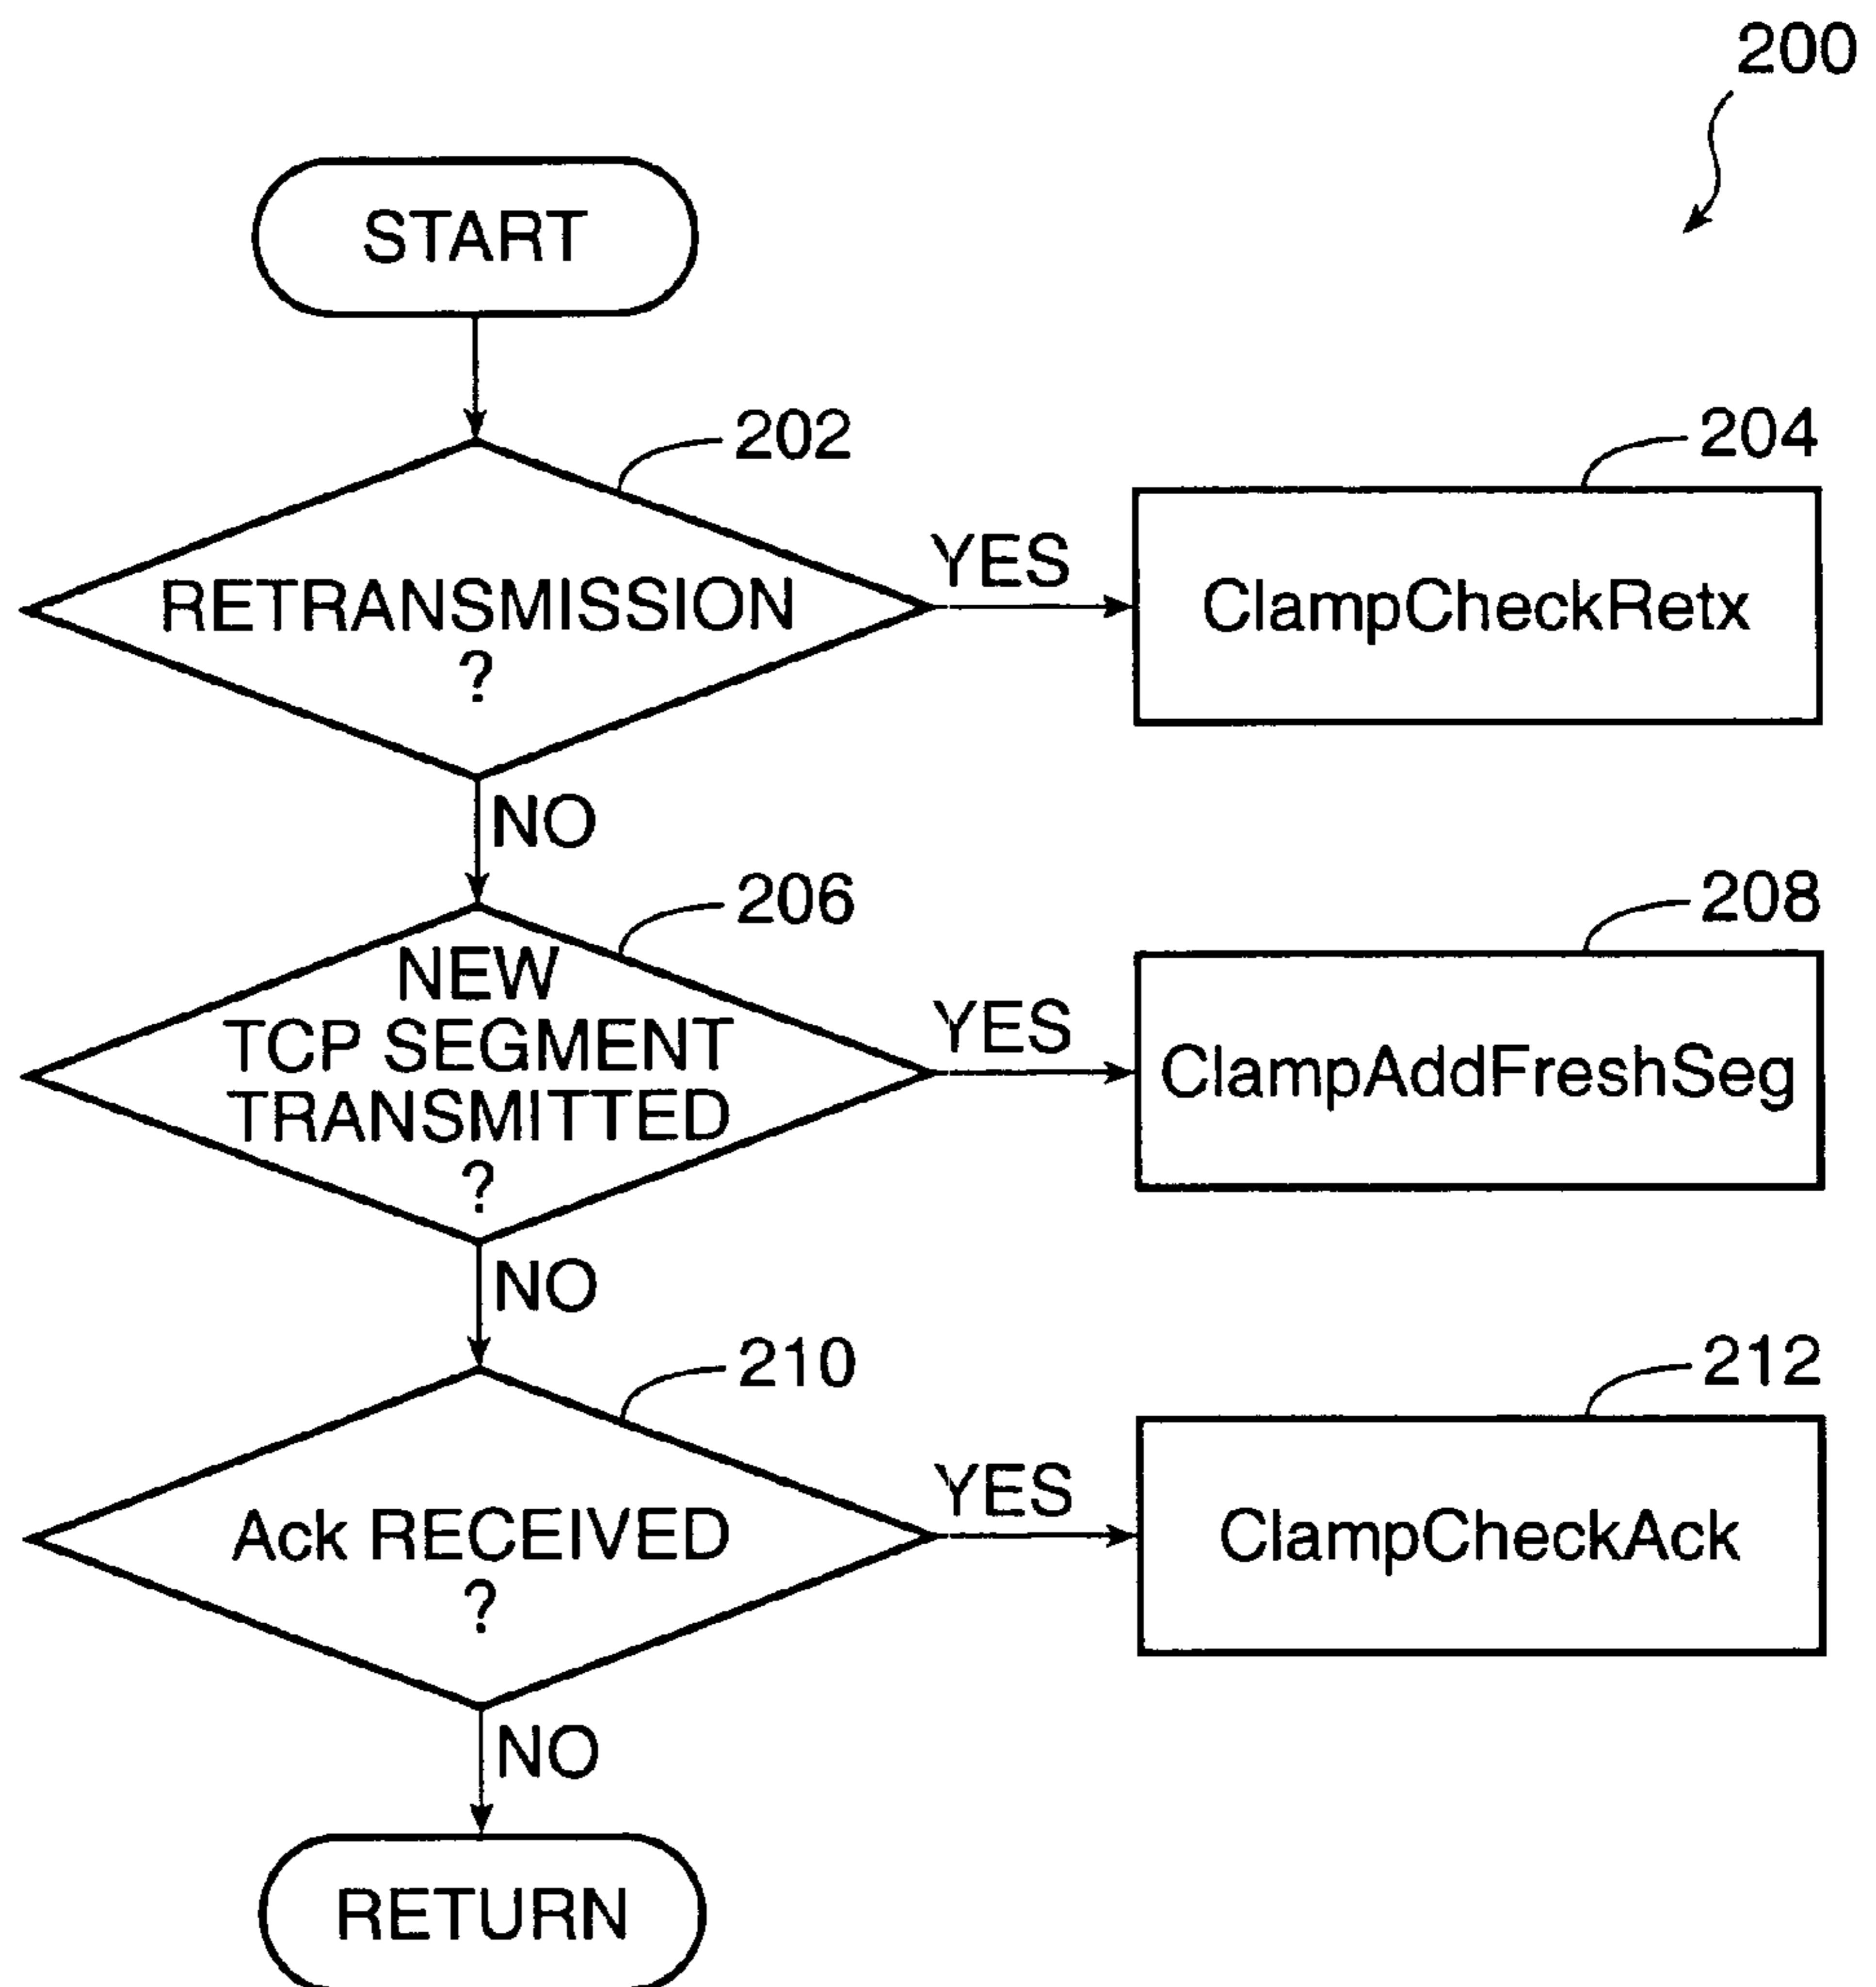 200
START
202
204
RETRANSMISSION
?
YES
ClampCheckRetx
NO
206
208
NEW
TCP SEGMENT
TRANSMITTED
?
YES
ClampAddFreshSeg
NO
210
212
Ack RECEIVED
?
YES
ClampCheckAck
NO
RETURN